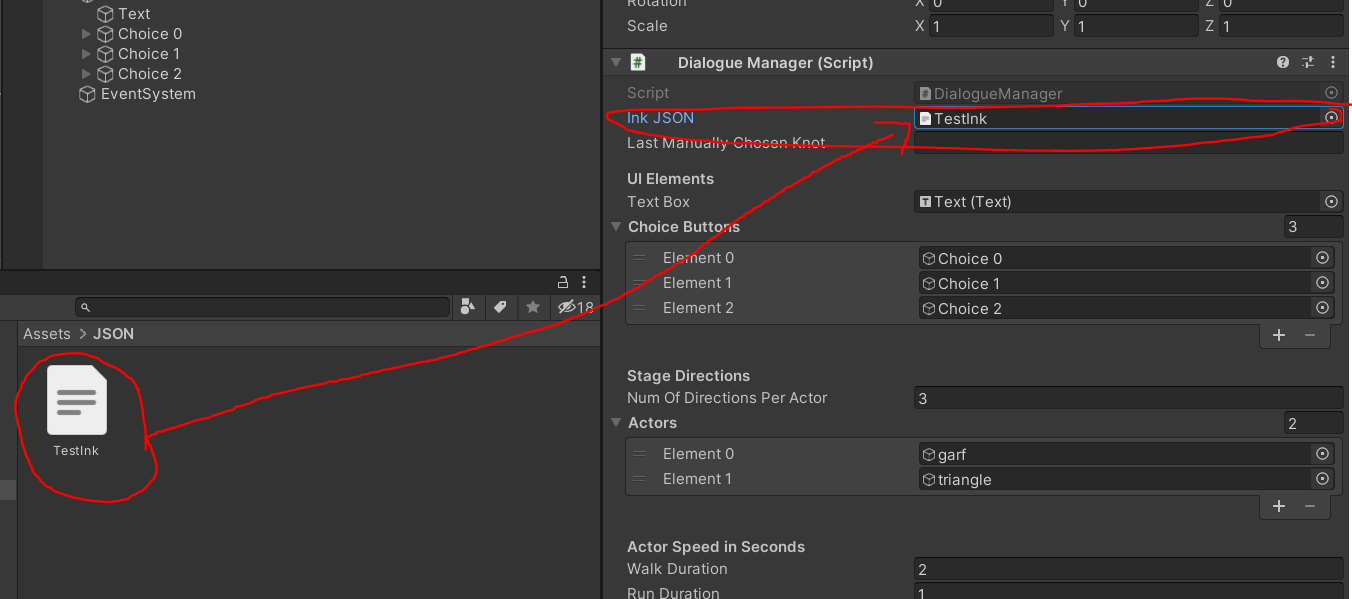 Text
Choice 0
Choice 1
Choice 2
EventSystem
18
Assets > JSON
TestInk
Rotation X 0 Y 0 Z 0
Scale X 1 Y 1 Z 1
Dialogue Manager (Script)
Script DialogueManager
Ink JSON TestInk
Last Manually Chosen Knot
UI Elements
Text Box Text (Text)
Choice Buttons 3
Element 0 Choice 0
Element 1 Choice 1
Element 2 Choice 2
Stage Directions
Num Of Directions Per Actor 3
Actors 2
Element 0 garf
Element 1 triangle
Actor Speed in Seconds
Walk Duration 2
Run Duration 1